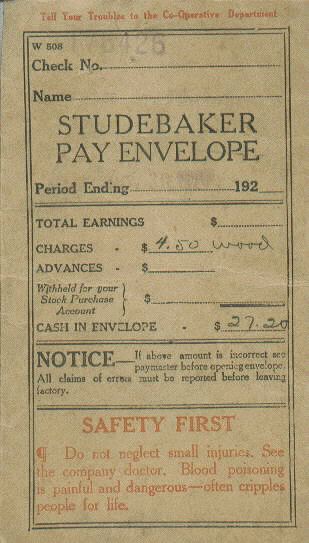 Tell Your Troubles to the Co-Operative Department
W 508
Check No.
Name
STUDEBAKER
PAY ENVELOPE
Period Ending 192
TOTAL EARNINGS $
CHARGES - $ 4.50 wood
ADVANCES - $
Withheld for your
Stock Purchase
Account } $
CASH IN ENVELOPE - $ 27.20
NOTICE— If above amount is incorrect see
paymaster before opening envelope.
All claims of errors must be reported before leaving
factory.
SAFETY FIRST
¶ Do not neglect small injuries. See
the company doctor. Blood poisoning
is painful and dangerous—often cripples
people for life.